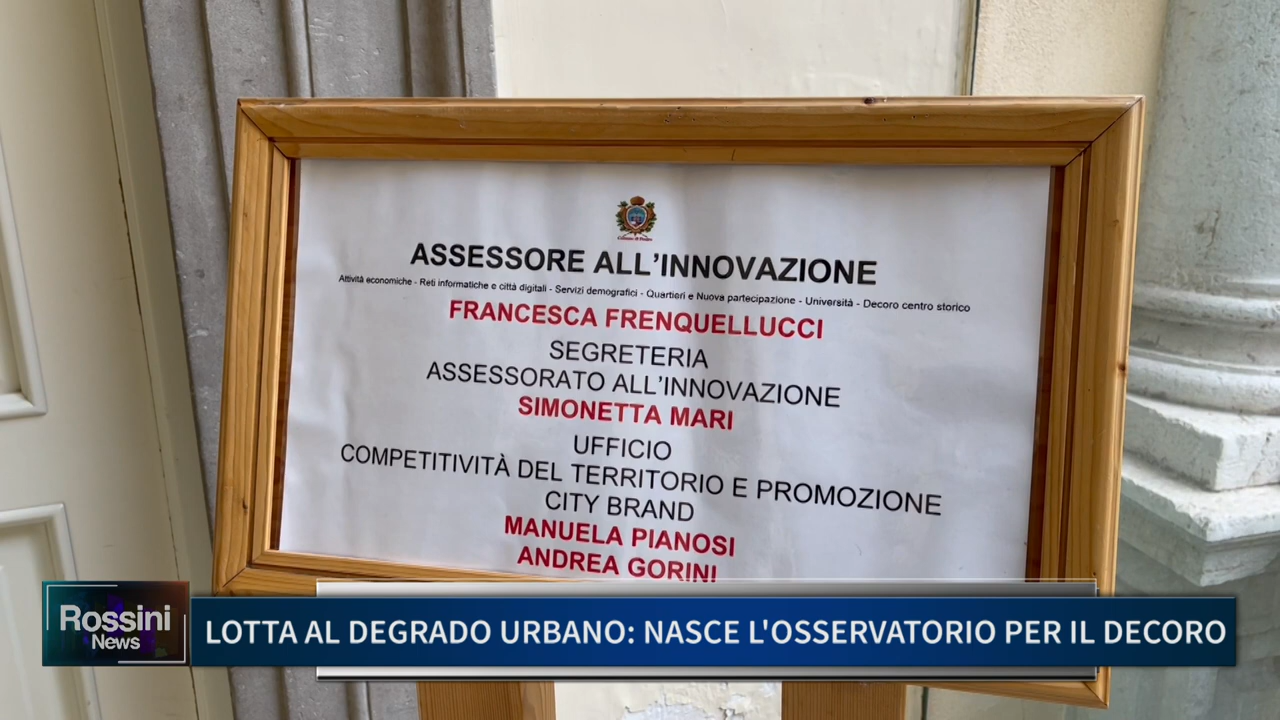 Comune di Pesaro
ASSESSORE ALL'INNOVAZIONE
Attività economiche - Reti informatiche e città digitali - Servizi demografici - Quartieri e Nuova partecipazione - Università - Decoro centro storico
FRANCESCA FRENQUELLUCCI
SEGRETERIA
ASSESSORATO ALL'INNOVAZIONE
SIMONETTA MARI
UFFICIO
COMPETITIVITÀ DEL TERRITORIO E PROMOZIONE
CITY BRAND
MANUELA PIANOSI
ANDREA GORINI
Rossini
News
LOTTA AL DEGRADO URBANO: NASCE L'OSSERVATORIO PER IL DECORO